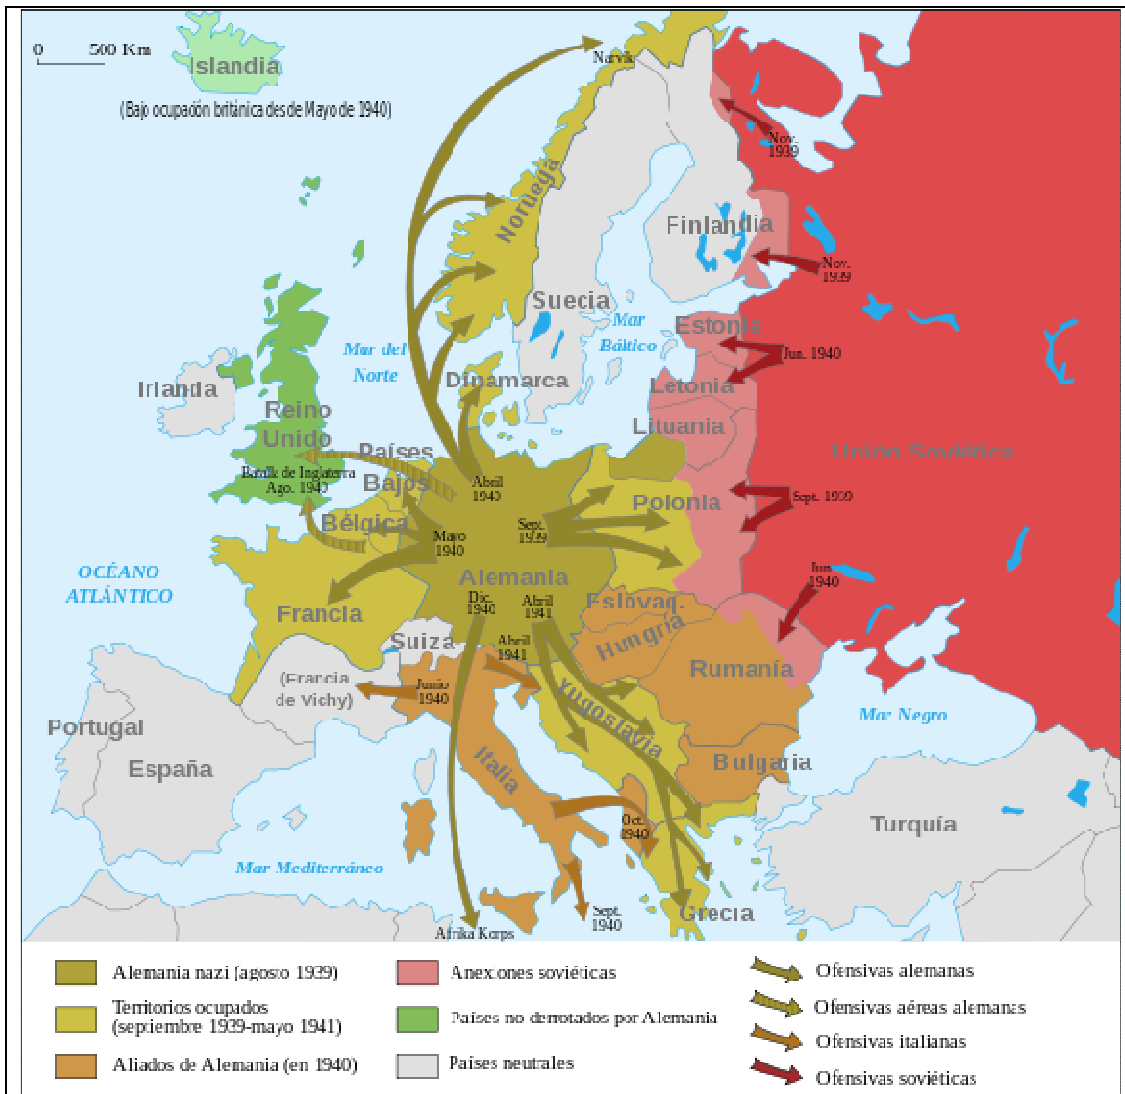 0 500 Km
Islandia
(Bajo ocupación británica desde Mayo de 1940)
Narvik
Nov.
1939
Noruega
Finlandia
Nov.
1939
Suecia
Mar
Báltico
Estonia
Jun. 1940
Mar del
Norte
Irlanda
Dinamarca
Letonia
Reino
Unido
Lituania
Países
Bajos
Unión Soviética
Batalla de Inglaterra
Ago. 1940
Abril
1940
Polonia
Sept. 1939
Bélgica
Mayo
1940
Sept.
1939
OCÉANO
ATLÁNTICO
Alemania
Jun
1940
Dic.
1940
Abril
1941
Eslovaq.
Francia
Suiza
Abril
1941
Hungría
Rumanía
(Francia
de Vichy)
Junio
1940
Yugoslavia
Mar Negro
Portugal
España
Italia
Bulgaria
Oct.
1940
Turquía
Mar Mediterráneo
Grecia
Sept.
1940
Afrika Korps
Alemania nazi (agosto 1939)
Territorios ocupados
(septiembre 1939-mayo 1941)
Aliados de Alemania (en 1940)
Anexiones soviéticas
Países no derrotados por Alemania
Países neutrales
Ofensivas alemanas
Ofensivas aéreas alemanas
Ofensivas italianas
Ofensivas soviéticas